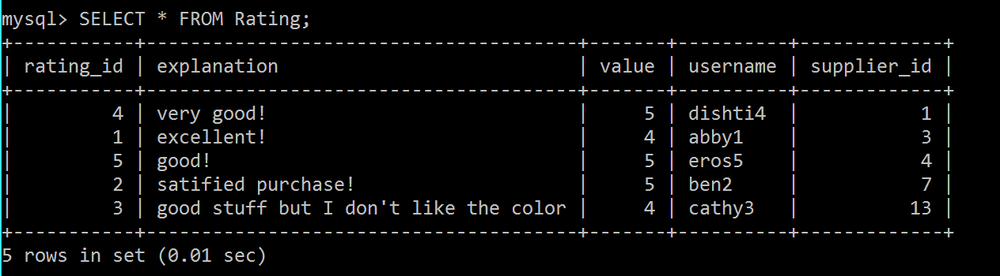 mysql> SELECT * FROM Rating;
+-----------+-------------------------------------+-------+----------+-------------+
| rating_id | explanation                         | value | username | supplier_id |
+-----------+-------------------------------------+-------+----------+-------------+
|         4 | very good!                          |     5 | dishti4  |           1 |
|         1 | excellent!                          |     4 | abby1    |           3 |
|         5 | good!                               |     5 | eros5    |           4 |
|         2 | satified purchase!                  |     5 | ben2     |           7 |
|         3 | good stuff but I don't like the color |     4 | cathy3   |          13 |
+-----------+-------------------------------------+-------+----------+-------------+
5 rows in set (0.01 sec)